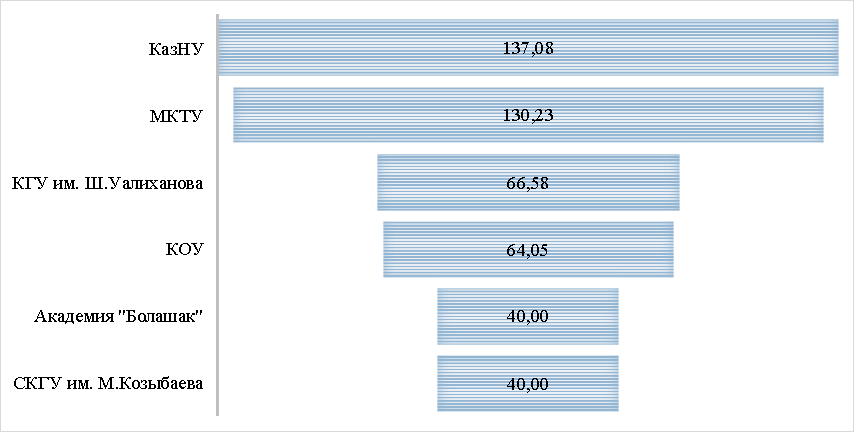 КазНУ
137,08
МКТУ
130,23
КГУ им. Ш.Уалиханова
66,58
КОУ
64,05
Академия "Болашак"
40,00
СКГУ им. М.Козыбаева
40,00